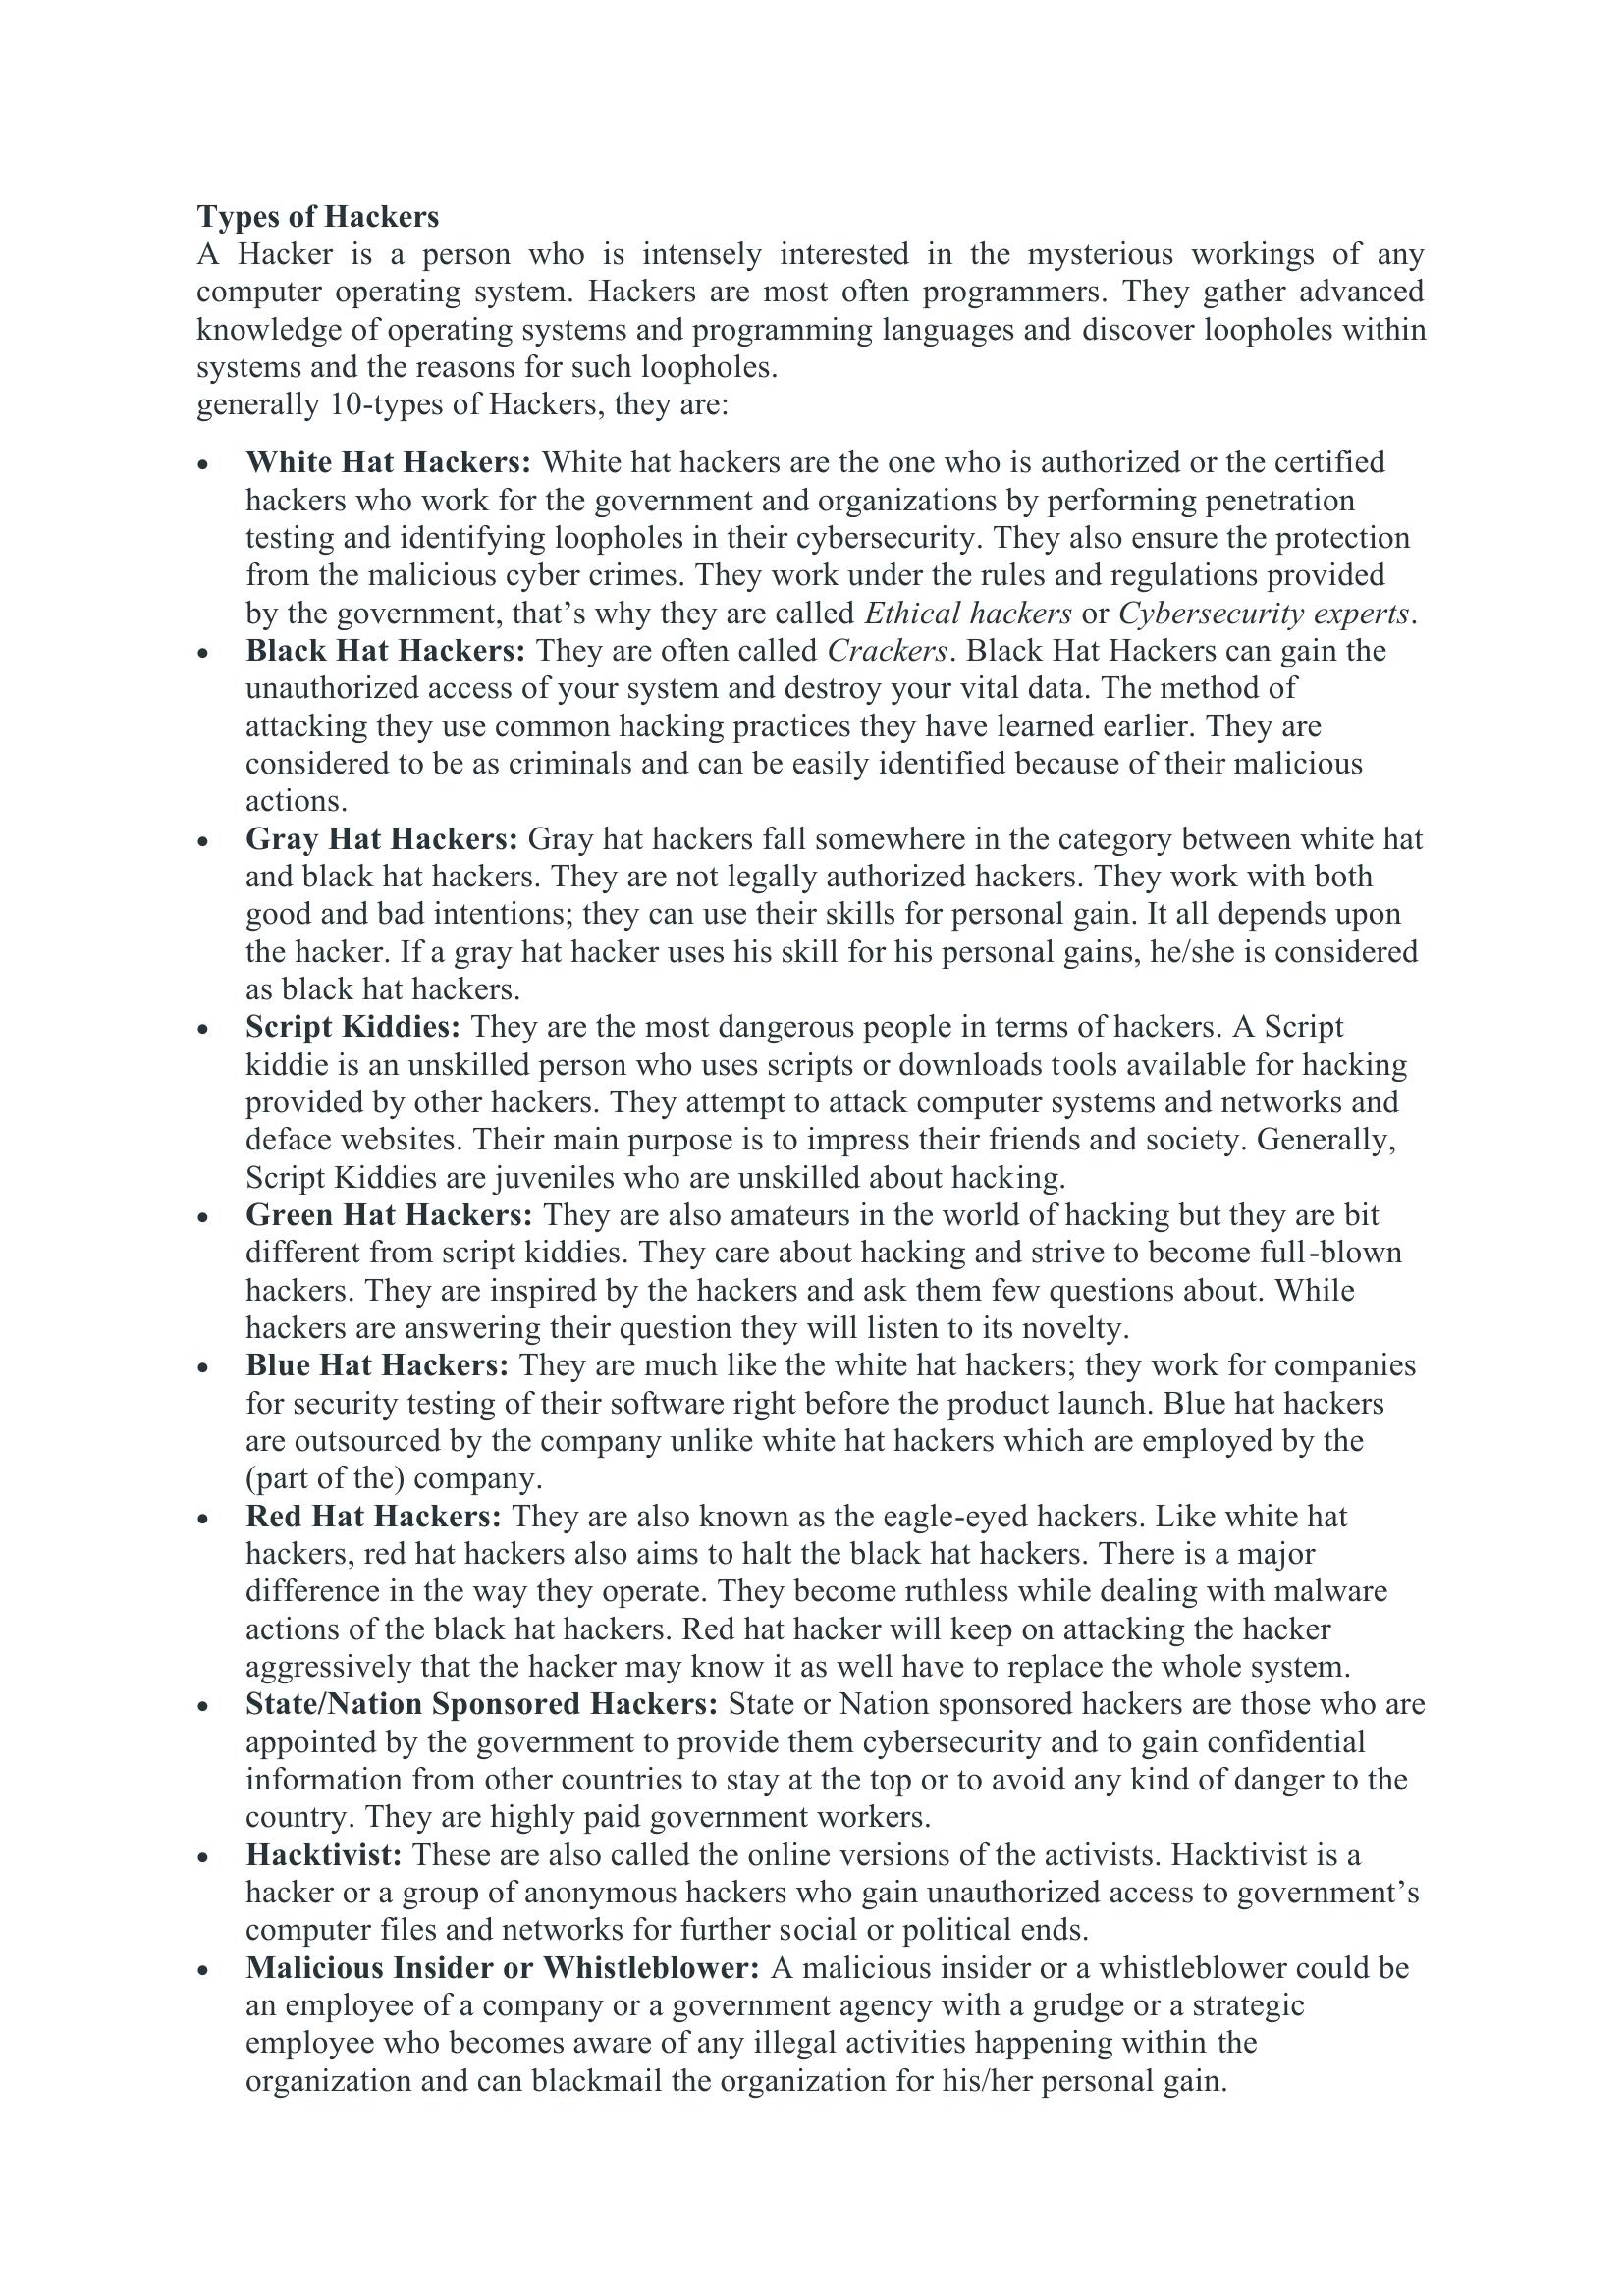 Types of Hackers
A Hacker is a person who is intensely interested in the mysterious workings of any
computer operating system. Hackers are most often programmers. They gather advanced
knowledge of operating systems and programming languages and discover loopholes within
systems and the reasons for such loopholes.
generally 10-types of Hackers, they are:
• White Hat Hackers: White hat hackers are the one who is authorized or the certified
hackers who work for the government and organizations by performing penetration
testing and identifying loopholes in their cybersecurity. They also ensure the protection
from the malicious cyber crimes. They work under the rules and regulations provided
by the government, that’s why they are called Ethical hackers or Cybersecurity experts.
• Black Hat Hackers: They are often called Crackers. Black Hat Hackers can gain the
unauthorized access of your system and destroy your vital data. The method of
attacking they use common hacking practices they have learned earlier. They are
considered to be as criminals and can be easily identified because of their malicious
actions.
• Gray Hat Hackers: Gray hat hackers fall somewhere in the category between white hat
and black hat hackers. They are not legally authorized hackers. They work with both
good and bad intentions; they can use their skills for personal gain. It all depends upon
the hacker. If a gray hat hacker uses his skill for his personal gains, he/she is considered
as black hat hackers.
• Script Kiddies: They are the most dangerous people in terms of hackers. A Script
kiddie is an unskilled person who uses scripts or downloads tools available for hacking
provided by other hackers. They attempt to attack computer systems and networks and
deface websites. Their main purpose is to impress their friends and society. Generally,
Script Kiddies are juveniles who are unskilled about hacking.
• Green Hat Hackers: They are also amateurs in the world of hacking but they are bit
different from script kiddies. They care about hacking and strive to become full-blown
hackers. They are inspired by the hackers and ask them few questions about. While
hackers are answering their question they will listen to its novelty.
• Blue Hat Hackers: They are much like the white hat hackers; they work for companies
for security testing of their software right before the product launch. Blue hat hackers
are outsourced by the company unlike white hat hackers which are employed by the
(part of the) company.
• Red Hat Hackers: They are also known as the eagle-eyed hackers. Like white hat
hackers, red hat hackers also aims to halt the black hat hackers. There is a major
difference in the way they operate. They become ruthless while dealing with malware
actions of the black hat hackers. Red hat hacker will keep on attacking the hacker
aggressively that the hacker may know it as well have to replace the whole system.
• State/Nation Sponsored Hackers: State or Nation sponsored hackers are those who are
appointed by the government to provide them cybersecurity and to gain confidential
information from other countries to stay at the top or to avoid any kind of danger to the
country. They are highly paid government workers.
• Hacktivist: These are also called the online versions of the activists. Hacktivist is a
hacker or a group of anonymous hackers who gain unauthorized access to government’s
computer files and networks for further social or political ends.
• Malicious Insider or Whistleblower: A malicious insider or a whistleblower could be
an employee of a company or a government agency with a grudge or a strategic
employee who becomes aware of any illegal activities happening within the
organization and can blackmail the organization for his/her personal gain.